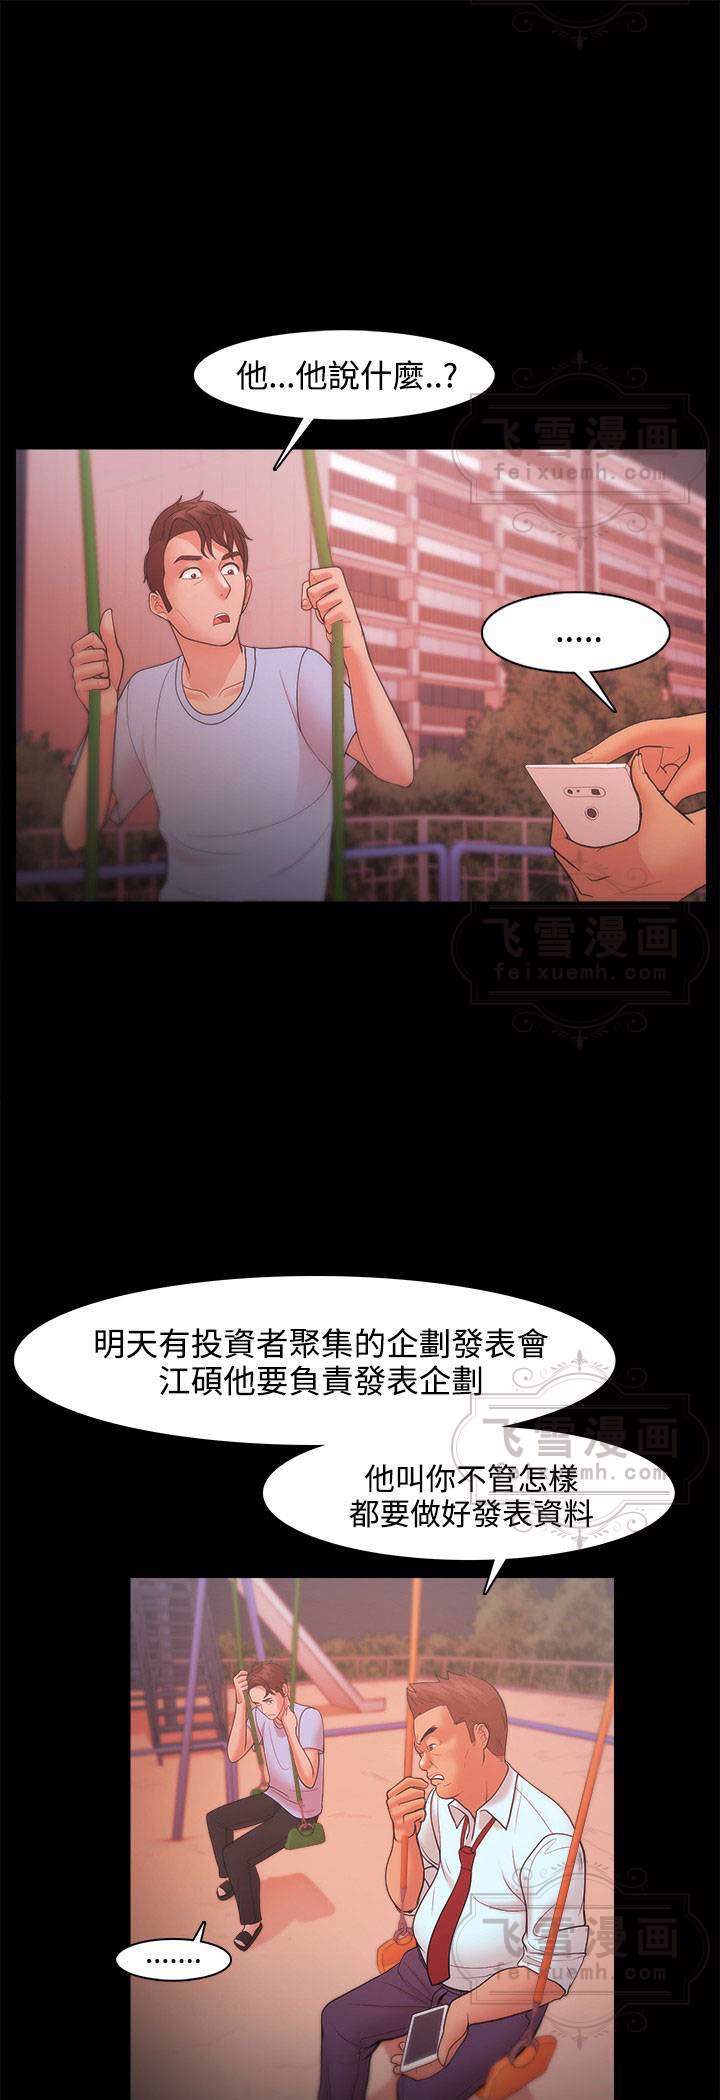 他...他說什麼..?
飞雪漫画
feixuemh.com
.....
飞雪漫画
feixuemh.com
明天有投資者聚集的企劃發表會
江碩他要負責發表企劃
飞雪漫画
feixuemh.com
他叫你不管怎樣
都要做好發表資料
飞雪漫画
feixuemh.com
.......